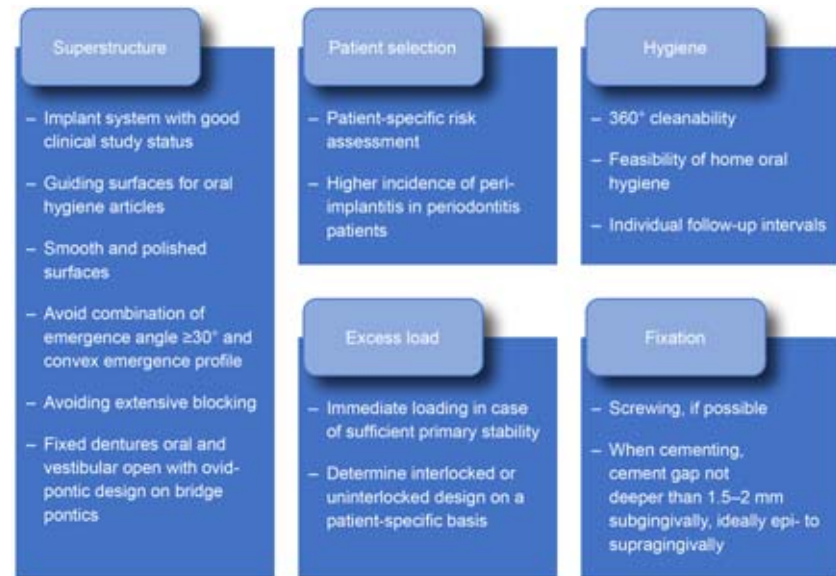 Superstructure
– Implant system with good
clinical study status
– Guiding surfaces for oral
hygiene articles
– Smooth and polished
surfaces
– Avoid combination of
emergence angle ≥30° and
convex emergence profile
– Avoiding extensive blocking
– Fixed dentures oral and
vestibular open with ovid-
pontic design on bridge
pontics
Patient selection
– Patient-specific risk
assessment
– Higher incidence of peri-
implantitis in periodontitis
patients
Hygiene
– 360° cleanability
– Feasibility of home oral
hygiene
– Individual follow-up intervals
Excess load
– Immediate loading in case
of sufficient primary stability
– Determine interlocked or
uninterlocked design on a
patient-specific basis
Fixation
– Screwing, if possible
– When cementing,
cement gap not
deeper than 1.5–2 mm
subgingivally, ideally epi- to
supragingivally